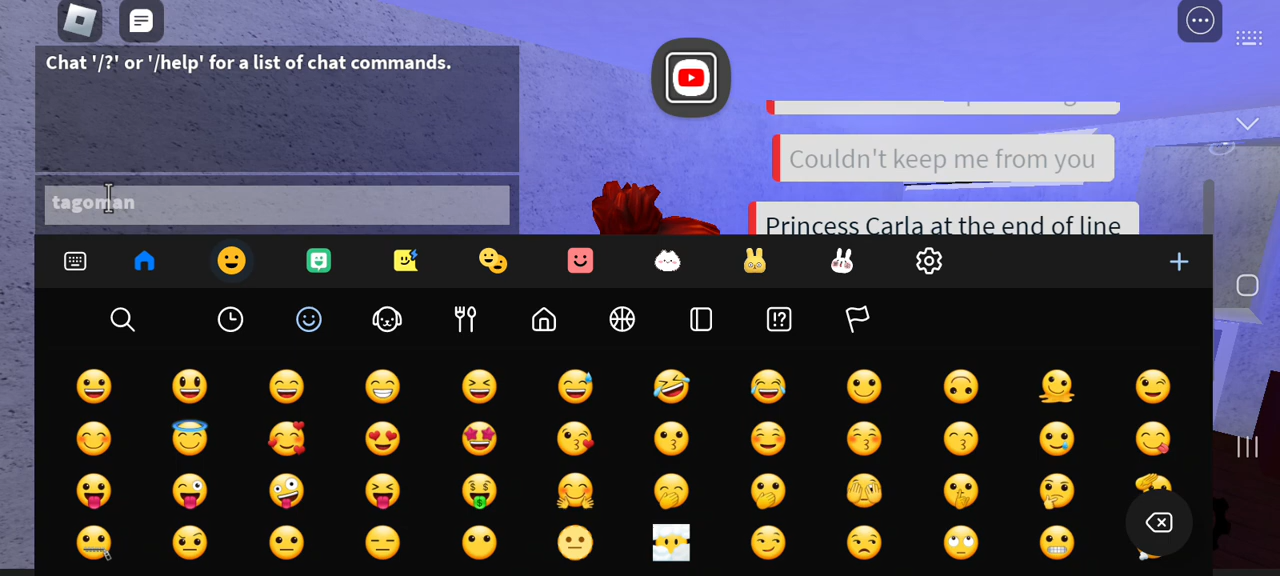 Chat '/?' or '/help' for a list of chat commands.
tagoman
Couldn't keep me from you
Princess Carla at the end of line